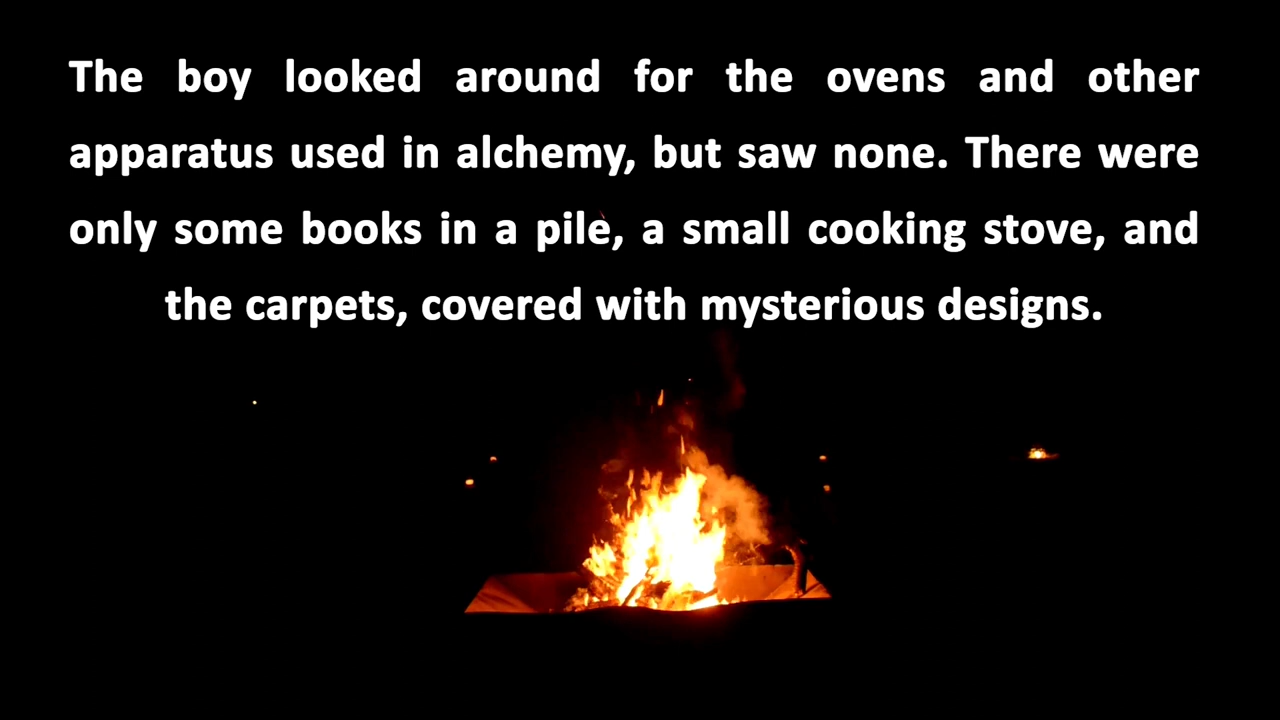 The boy looked around for the ovens and other
apparatus used in alchemy, but saw none. There were
only some books in a pile, a small cooking stove, and
the carpets, covered with mysterious designs.